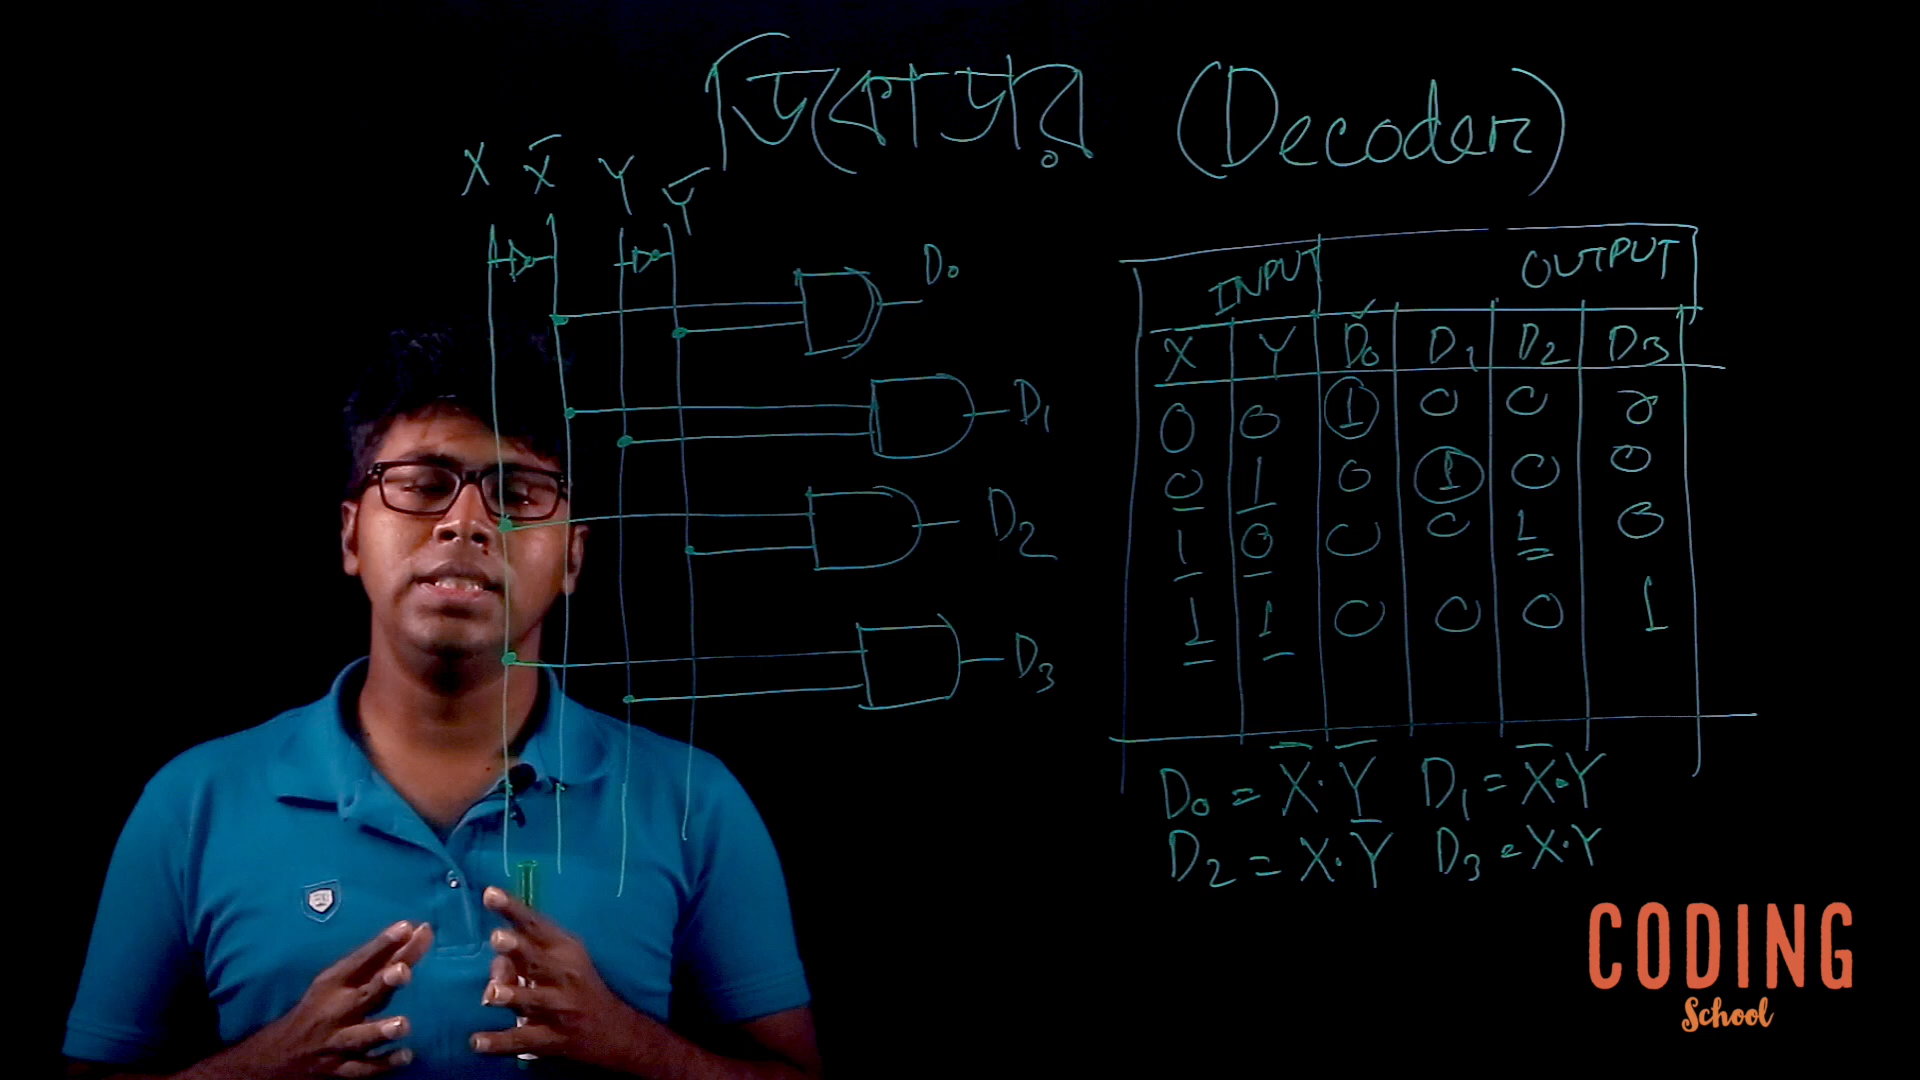 ডিকোডার (Decoder)
X X̅ Y Y̅
D₀
D₁
D₂
D₃
INPUT OUTPUT
X Y D₀ D₁ D₂ D₃
0 0 1 0 0 0
0 1 0 1 0 0
1 0 0 0 1 0
1 1 0 0 0 1
D₀ = X̅·Y̅ D₁ = X̅·Y
D₂ = X·Y̅ D₃ = X·Y
CODING
School